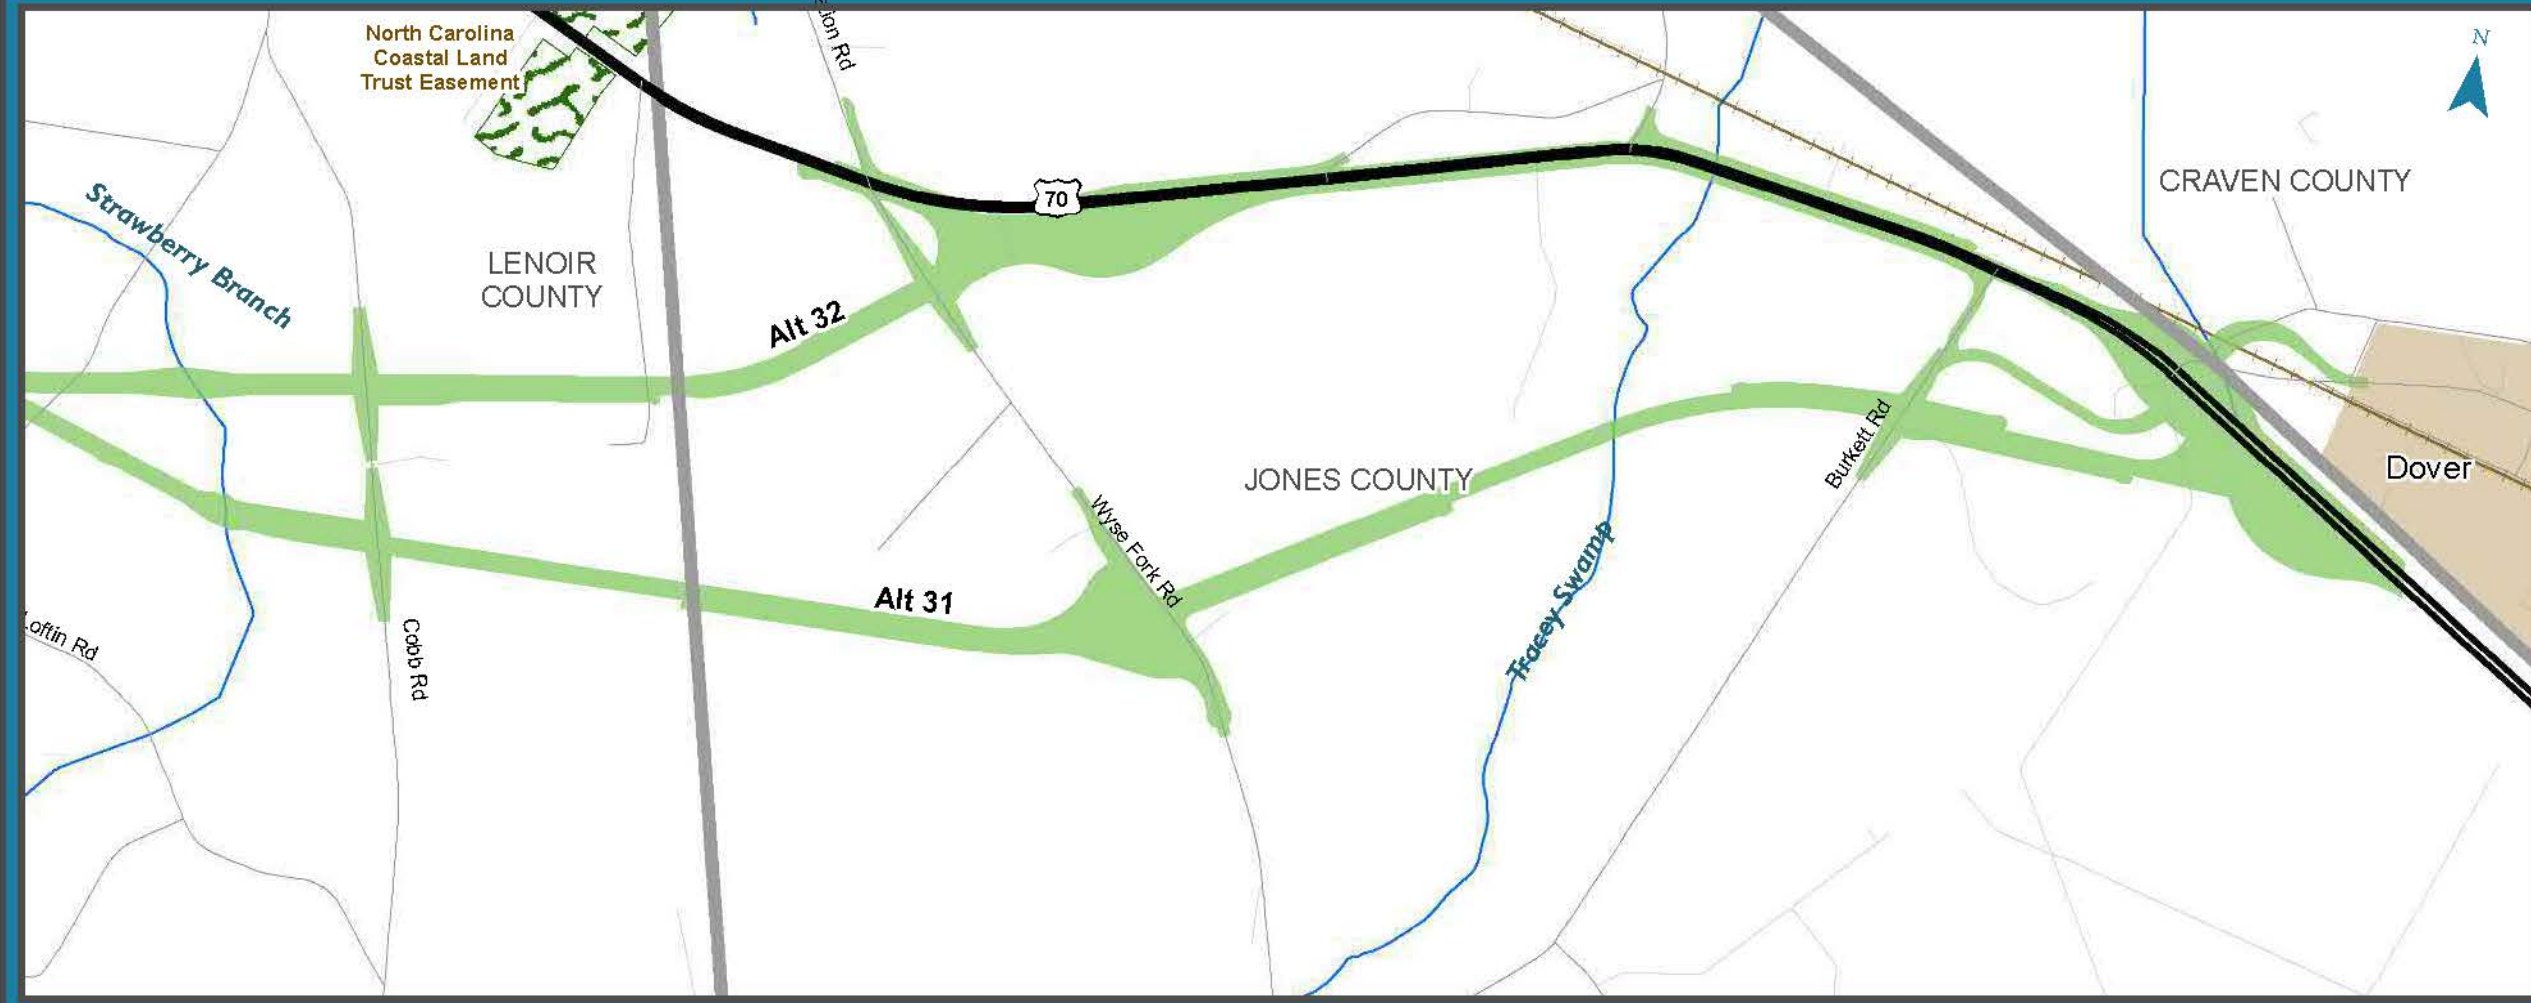 North Carolina
Coastal Land
Trust Easement
N
CRAVEN COUNTY
Strawberry Branch
70
LENOIR
COUNTY
Alt 32
Burkett Rd
Dover
JONES COUNTY
Wyse Fork Rd
Tracey Swamp
Alt 31
Loftin Rd
Cobb Rd
Rd